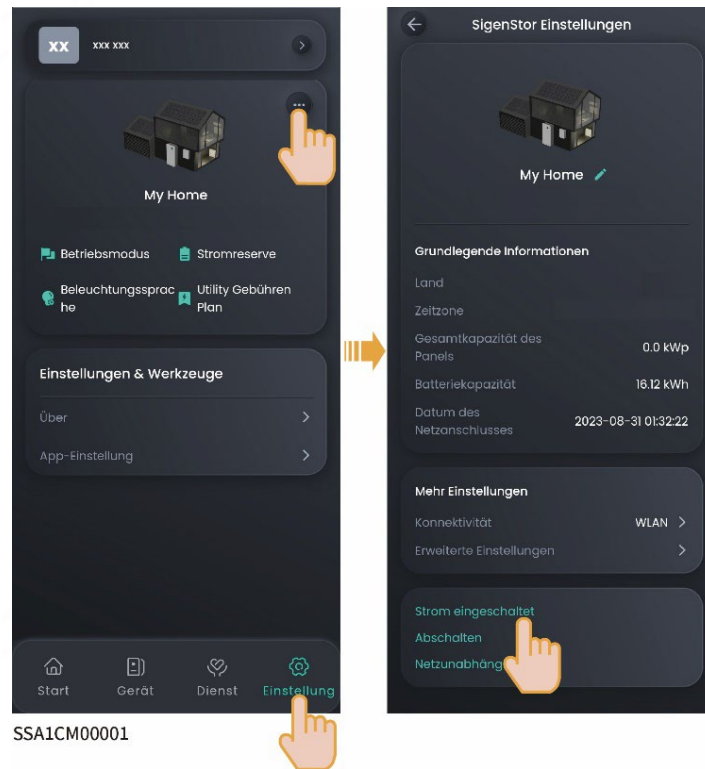 xx
xxx xxx
My Home
Betriebsmodus
Stromreserve
Beleuchtungssprac
he
Utility Gebühren
Plan
Einstellungen & Werkzeuge
Über
App-Einstellung
Start
Gerät
Dienst
Einstellung
SSA1CM00001
SigenStor Einstellungen
My Home
Grundlegende Informationen
Land
Zeitzone
Gesamtkapazität des
Panels
0.0 kWp
Batteriekapazität
16.12 kWh
Datum des
Netzanschlusses
2023-08-31 01:32:22
Mehr Einstellungen
Konnektivität
WLAN
Erweiterte Einstellungen
Strom eingeschaltet
Abschalten